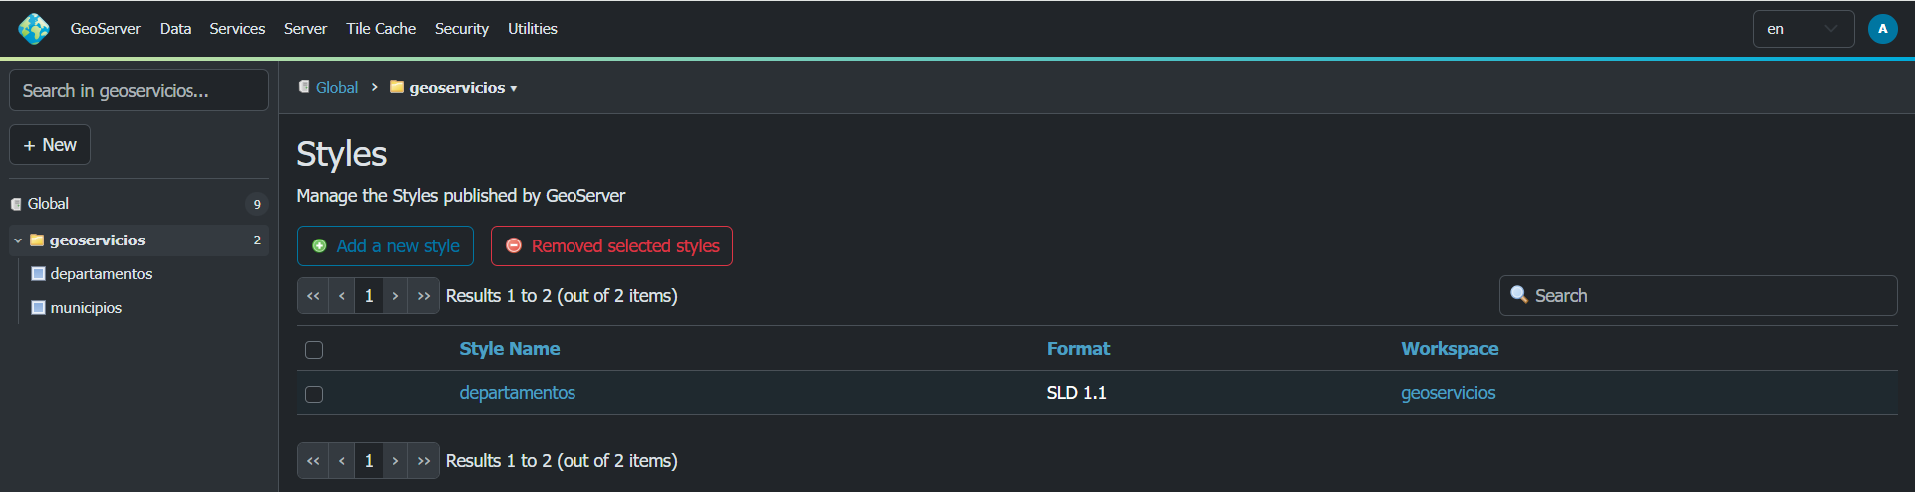 GeoServer Data Services Server Tile Cache Security Utilities en A
Search in geoservicios...
+ New
Global 9
geoservicios 2
departamentos
municipios
Global > geoservicios ▾
Styles
Manage the Styles published by GeoServer
Add a new style Removed selected styles
<< < 1 > >> Results 1 to 2 (out of 2 items) Search
Style Name Format Workspace
departamentos SLD 1.1 geoservicios
<< < 1 > >> Results 1 to 2 (out of 2 items)